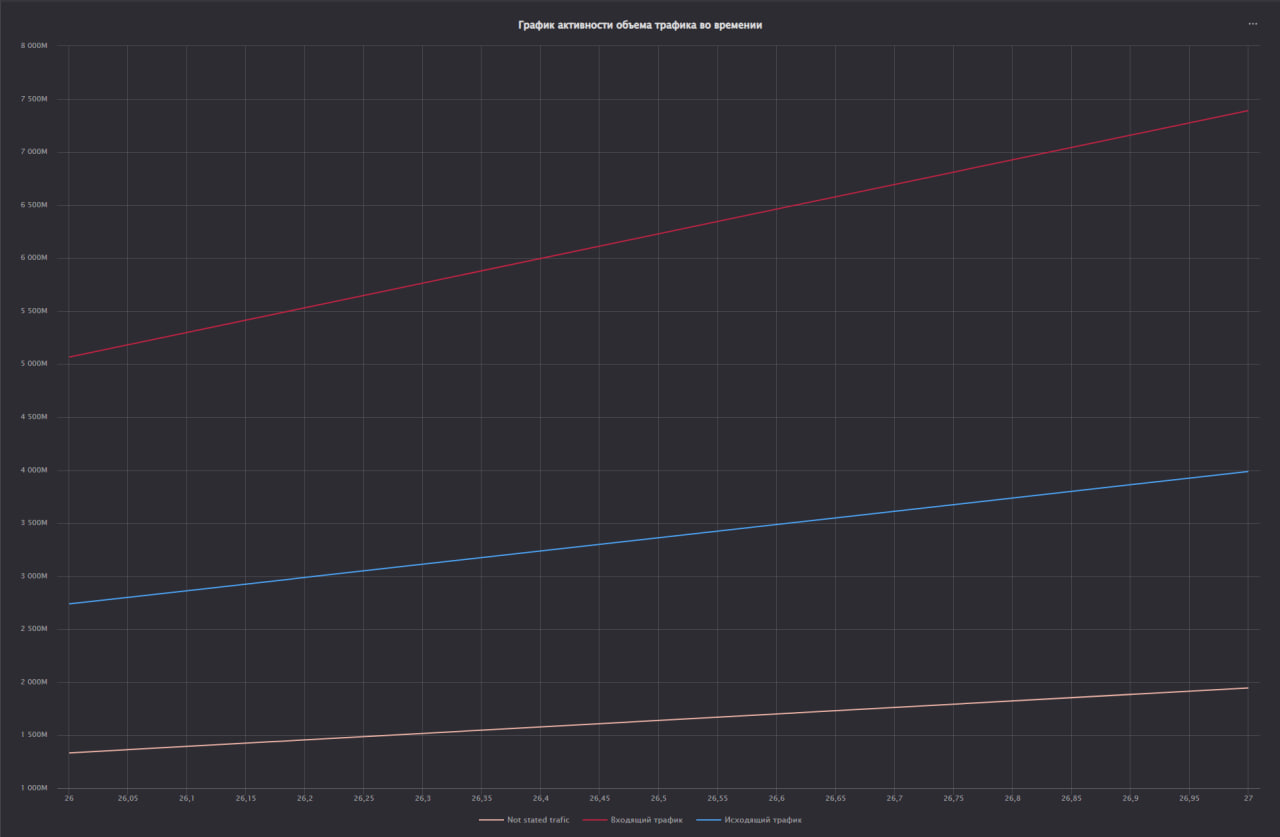 График активности объема трафика во времени
...
8 000M
7 500M
7 000M
6 500M
6 000M
5 500M
5 000M
4 500M
4 000M
3 500M
3 000M
2 500M
2 000M
1 500M
1 000M
26 26,05 26,1 26,15 26,2 26,25 26,3 26,35 26,4 26,45 26,5 26,55 26,6 26,65 26,7 26,75 26,8 26,85 26,9 26,95 27
Not stated trafic Входящий трафик Исходящий трафик